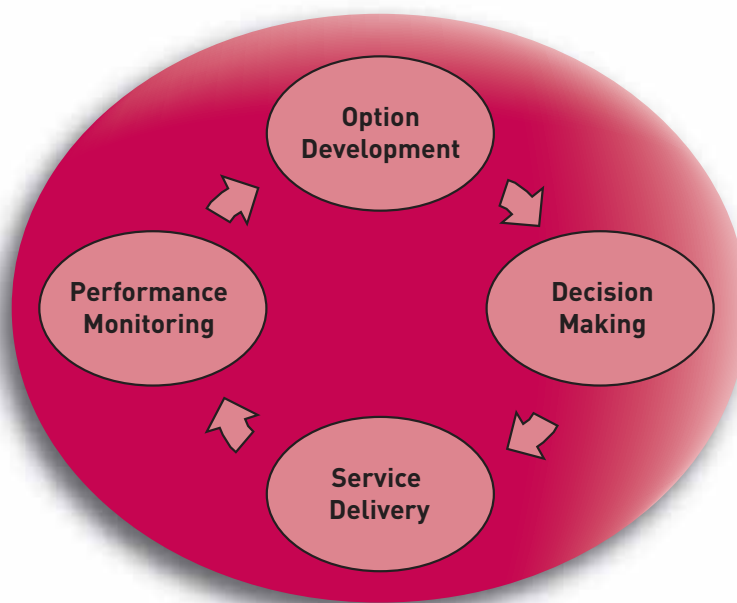 Option
Development
Performance
Monitoring
Decision
Making
Service
Delivery